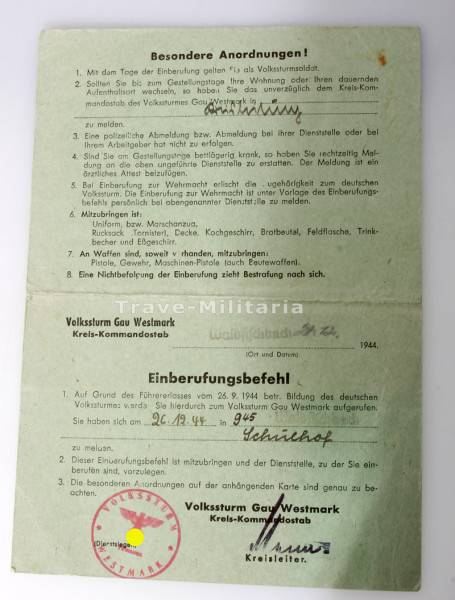 Besondere Anordnungen!
1. Mit dem Tage der Einberufung gelten Sie als Volkssturmsoldat.
2. Sollten Sie bis zum Gestellungstage Ihre Wohnung oder Ihren dauernden
Aufenthaltsort wechseln, so haben Sie das unverzüglich dem Kreis-Kom-
mandostab des Volkssturmes Gau Westmark in
zu melden.
3. Eine polizeiliche Abmeldung bzw. Abmeldung bei Ihrer Dienststelle oder bei
Ihrem Arbeitgeber hat nicht zu erfolgen.
4. Sind Sie am Gestellungstage bettlägerig krank, so haben Sie rechtzeitig Mel-
dung an die oben angeführte Dienststelle zu erstatten. Der Meldung ist ein
ärztliches Attest beizufügen.
5. Bei Einberufung zur Wehrmacht erlischt die .ugehörigkeit zum deutschen
Volkssturm. Die Einberufung zur Wehrmacht ist unter Vorlage des Einberufungs-
befehls persönlich bei obengenannter Dienststelle zu melden.
6. Mitzubringen ist:
Uniform, bzw. Marschanzug,
Rucksack (Tornister), Decke, Kochgeschirr, Brotbeutel, Feldflasche, Trink-
becher und Eßgeschirr.
7. An Waffen sind, soweit vorhanden, mitzubringen:
Pistole, Gewehr, Maschinen-Pistole (auch Beutewaffen).
8. Eine Nichtbefolgung der Einberufung zieht Bestrafung nach sich.
Trave-Militaria
Volkssturm Gau Westmark
Kreis-Kommandostab
Waldfischbach 1944.
(Ort und Datum)
Einberufungsbefehl
1. Auf Grund des Führererlasses vom 26. 9. 1944 betr. Bildung des deutschen
Volkssturmes werden Sie hierdurch zum Volkssturm Gau Westmark aufgerufen.
Sie haben sich am 26.12.44 in 945
Schulhof
zu melden.
2. Dieser Einberufungsbefehl ist mitzubringen und der Dienststelle, zu der Sie ein-
berufen sind, vorzulegen.
3. Die besonderen Anordnungen auf der anhängenden Karte sind genau zu be-
achten.
Volkssturm Gau Westmark
Kreis-Kommandostab
VOLKSSTURM
WESTMARK
(Dienstsiegel)
Kreisleiter.